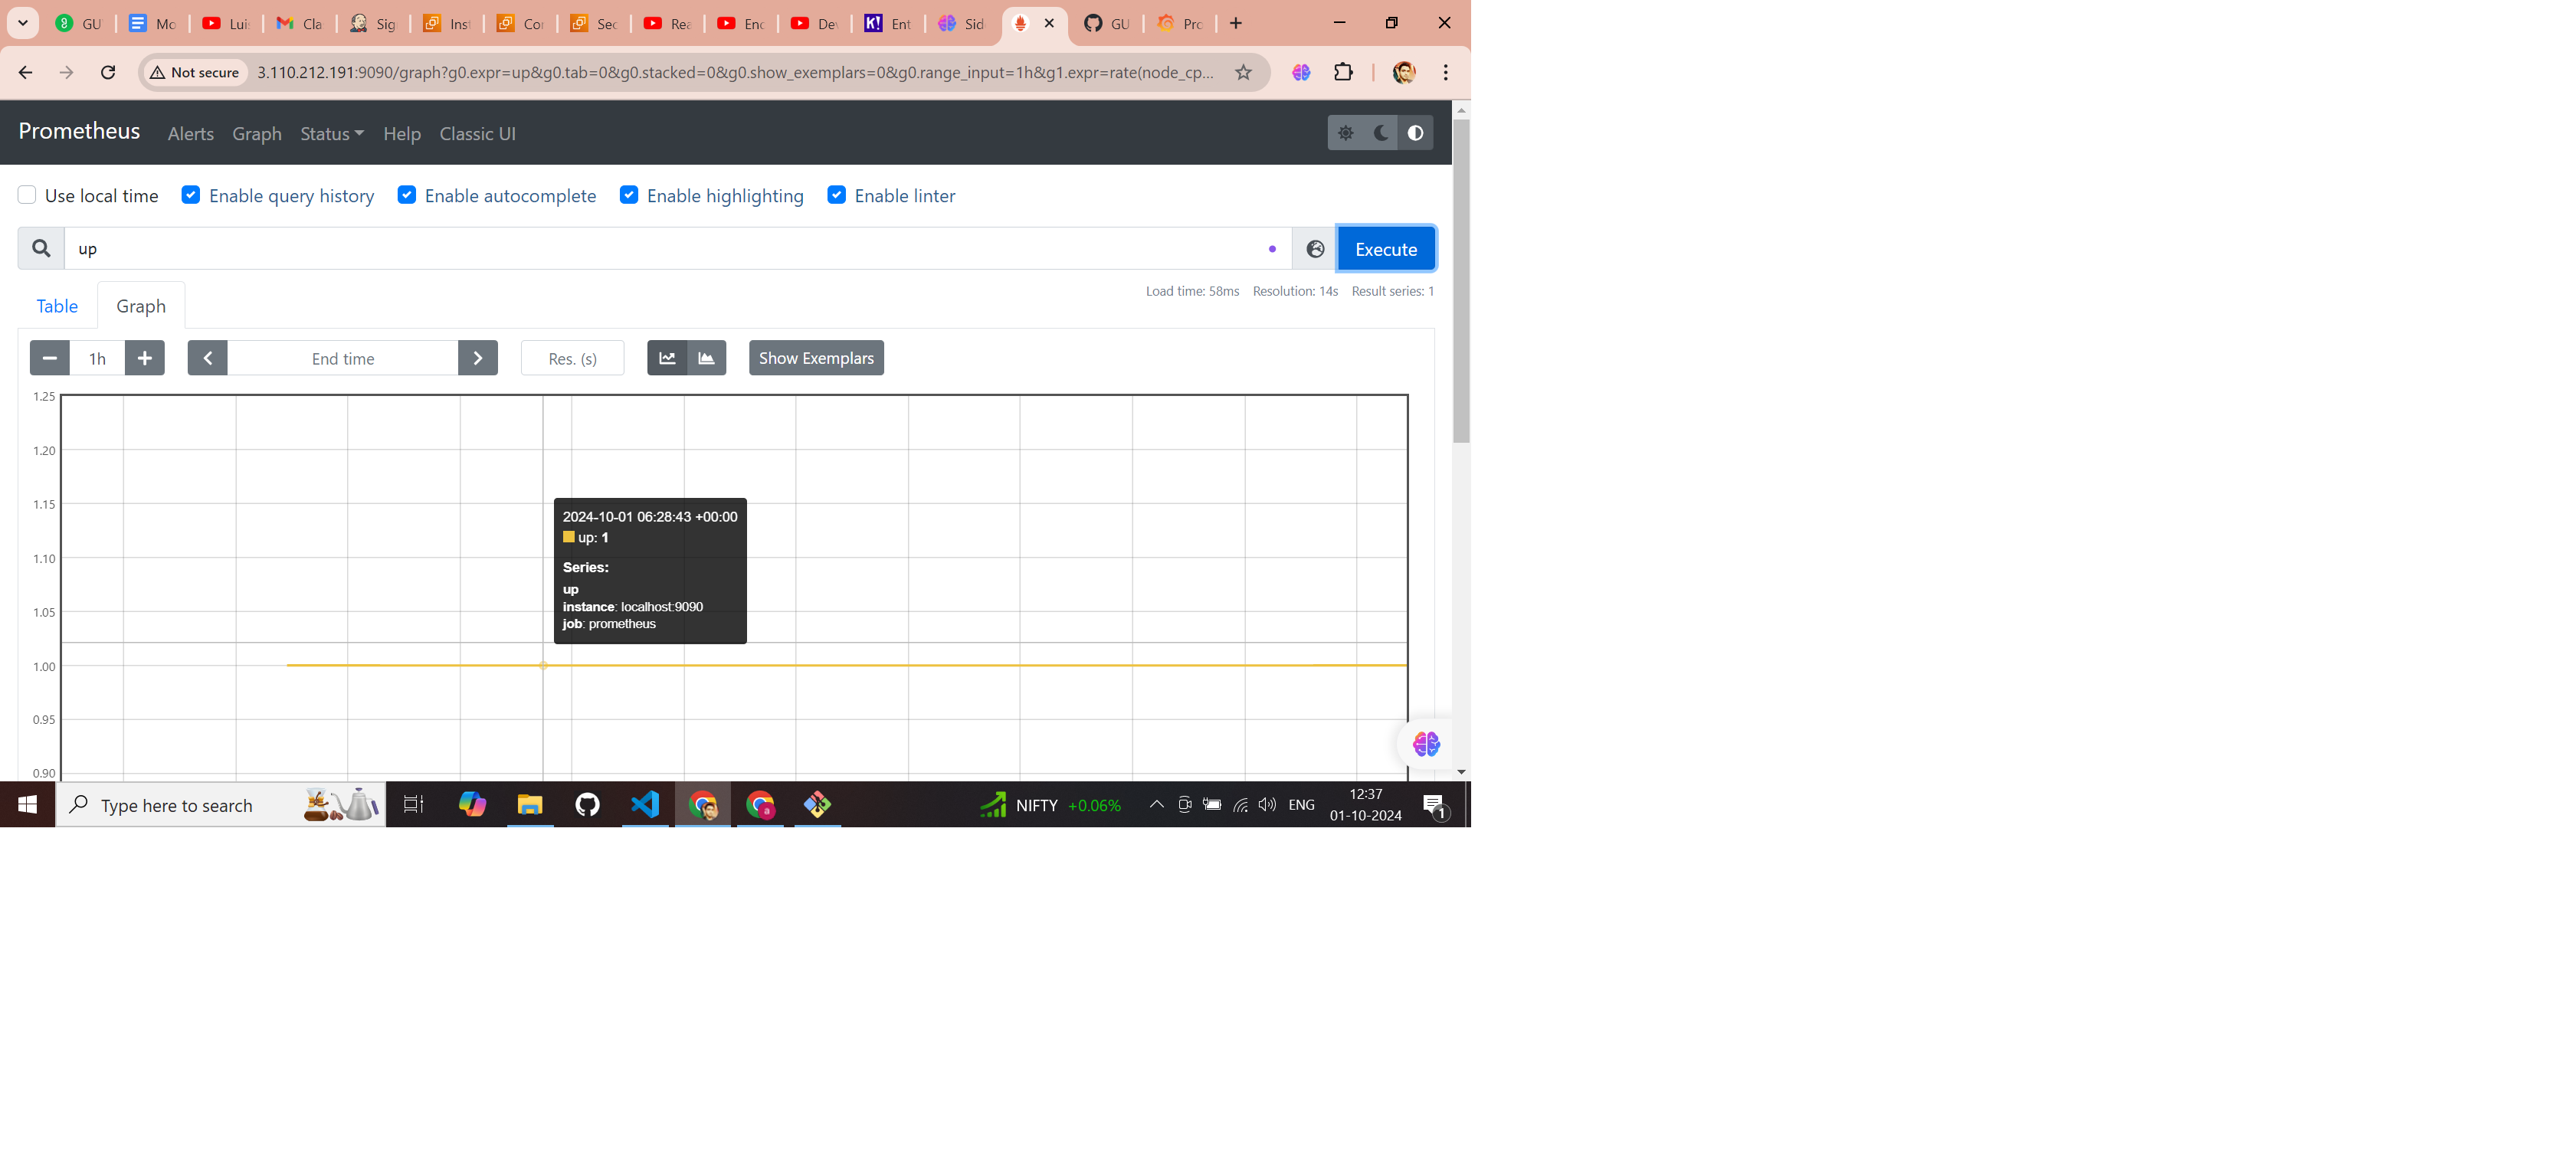 GU
Mo
Lui
Cla
Sig
Inst
Cor
Sec
Rea
Enc
Dev
K!
Ent
Sid
GU
Pro
Not secure
3.110.212.191:9090/graph?g0.expr=up&g0.tab=0&g0.stacked=0&g0.show_exemplars=0&g0.range_input=1h&g1.expr=rate(node_cp...
Prometheus Alerts Graph Status Help Classic UI
Use local time Enable query history Enable autocomplete Enable highlighting Enable linter
up
Execute
Load time: 58ms Resolution: 14s Result series: 1
Table Graph
1h
End time
Res. (s)
Show Exemplars
1.25
1.20
1.15
1.10
1.05
1.00
0.95
0.90
2024-10-01 06:28:43 +00:00
up: 1
Series:
up
instance: localhost:9090
job: prometheus
Type here to search
NIFTY +0.06%
ENG
12:37
01-10-2024
1